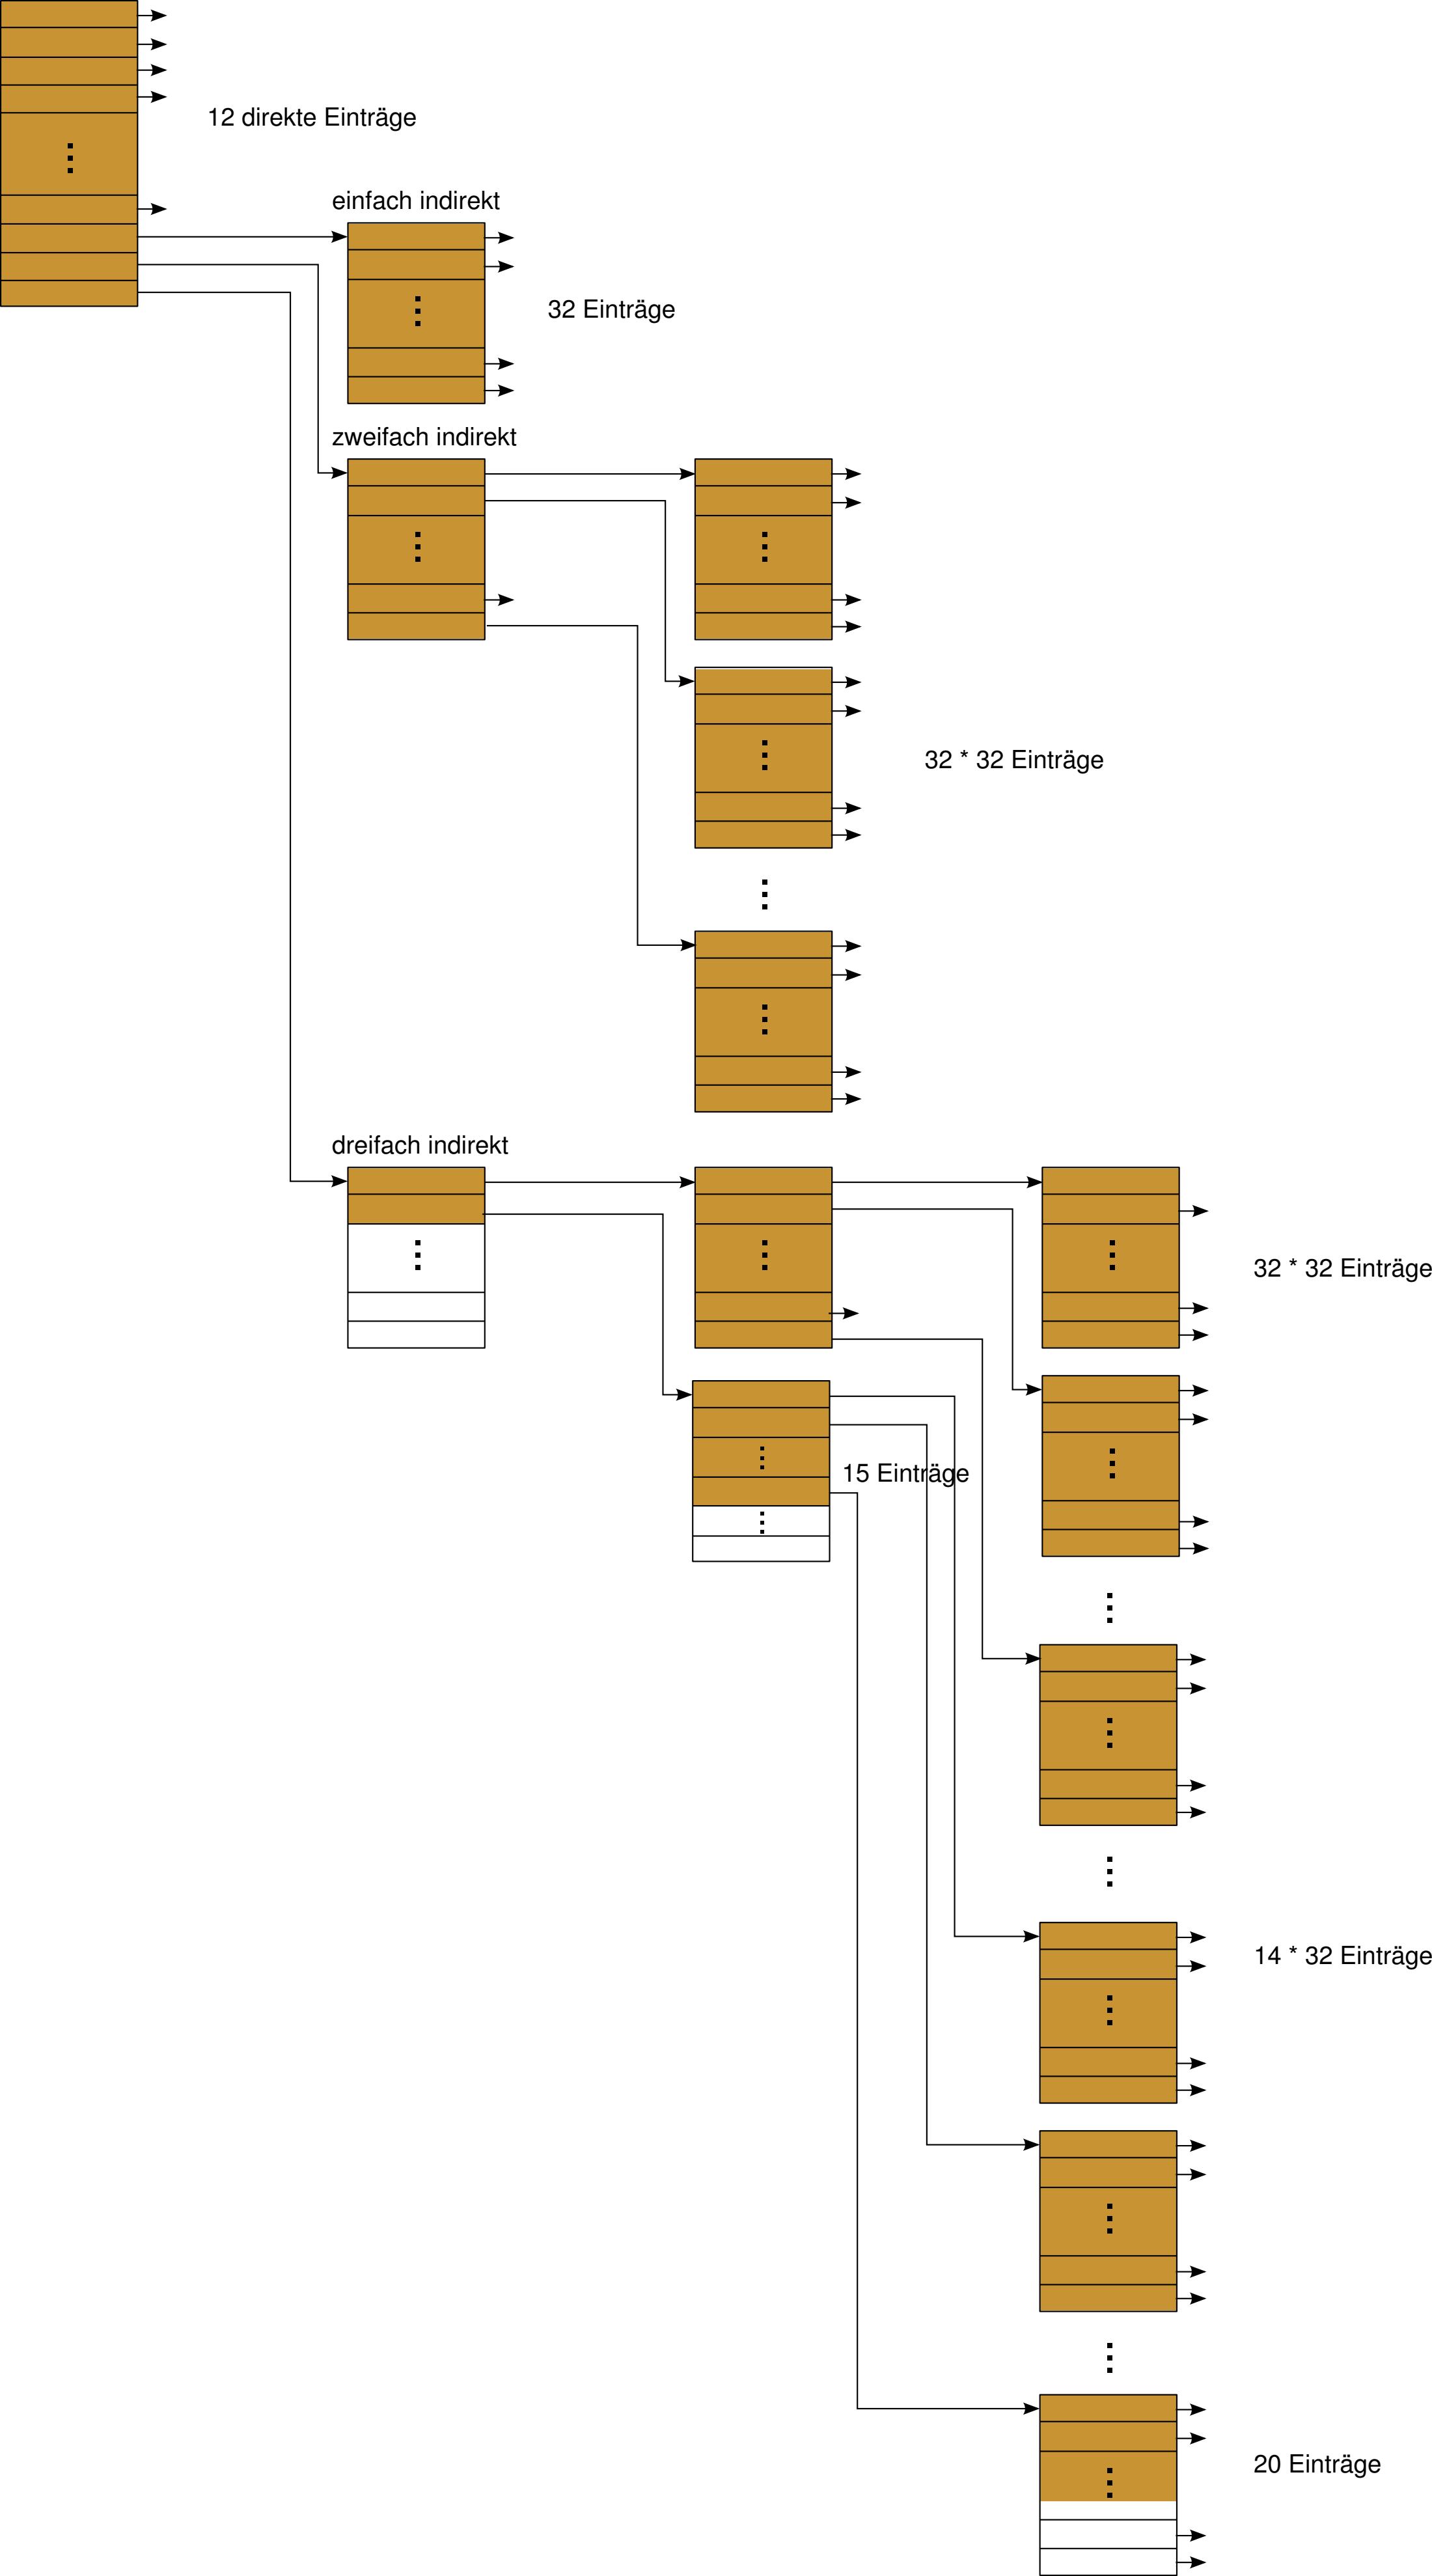 12 direkte Einträge
einfach indirekt
32 Einträge
zweifach indirekt
32 * 32 Einträge
dreifach indirekt
32 * 32 Einträge
15 Einträge
14 * 32 Einträge
20 Einträge